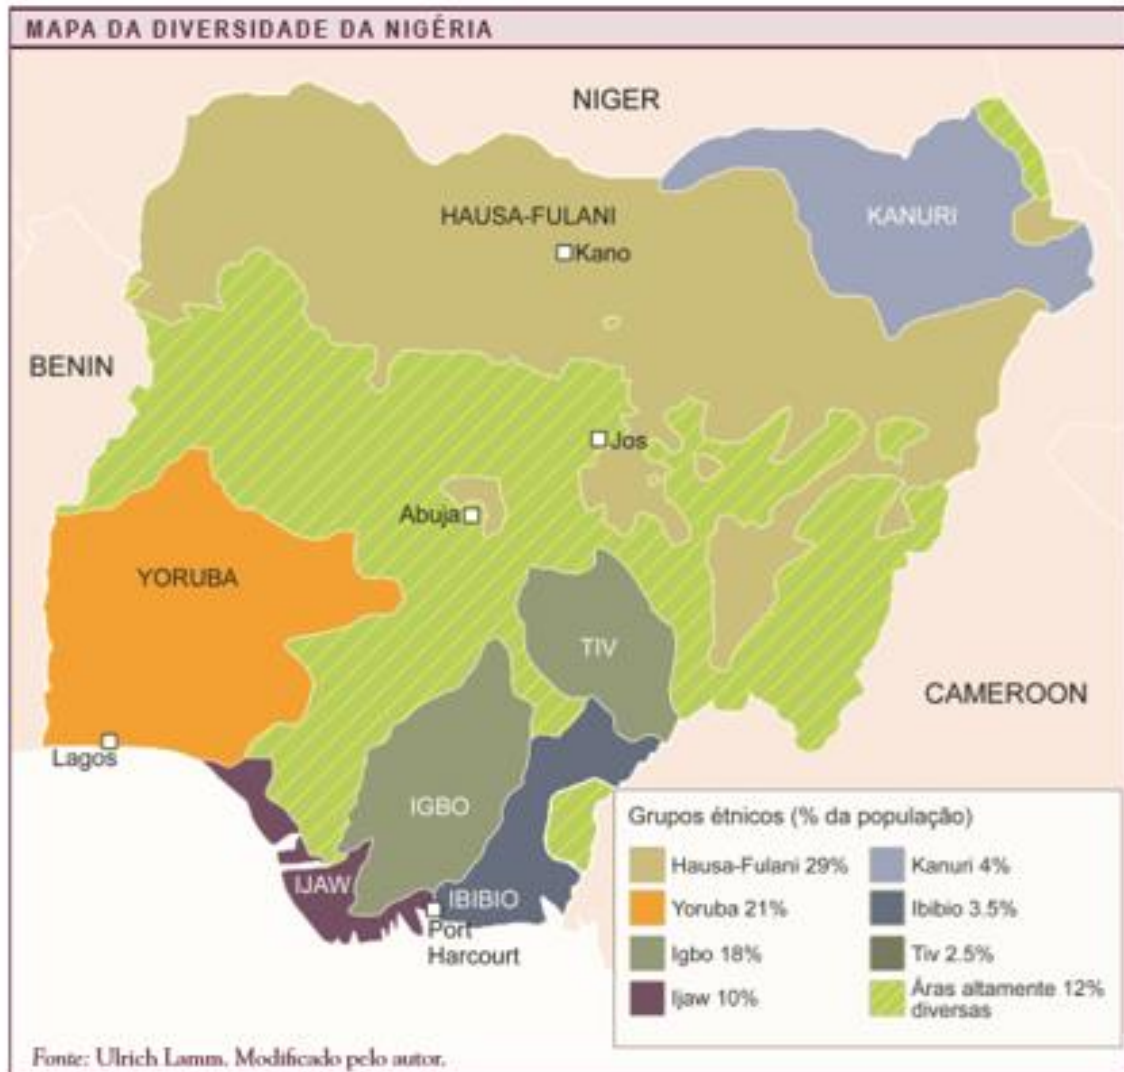 MAPA DA DIVERSIDADE DA NIGÉRIA
NIGER
HAUSA-FULANI
KANURI
Kano
BENIN
Jos
Abuja
YORUBA
TIV
CAMEROON
Lagos
IGBO
IJAW
IBIBIO
Port
Harcourt
Grupos étnicos (% da população)
Hausa-Fulani 29%
Yoruba 21%
Igbo 18%
Ijaw 10%
Kanuri 4%
Ibibio 3.5%
Tiv 2.5%
Áras altamente 12%
diversas
Fonte: Ulrich Lamm. Modificado pelo autor.